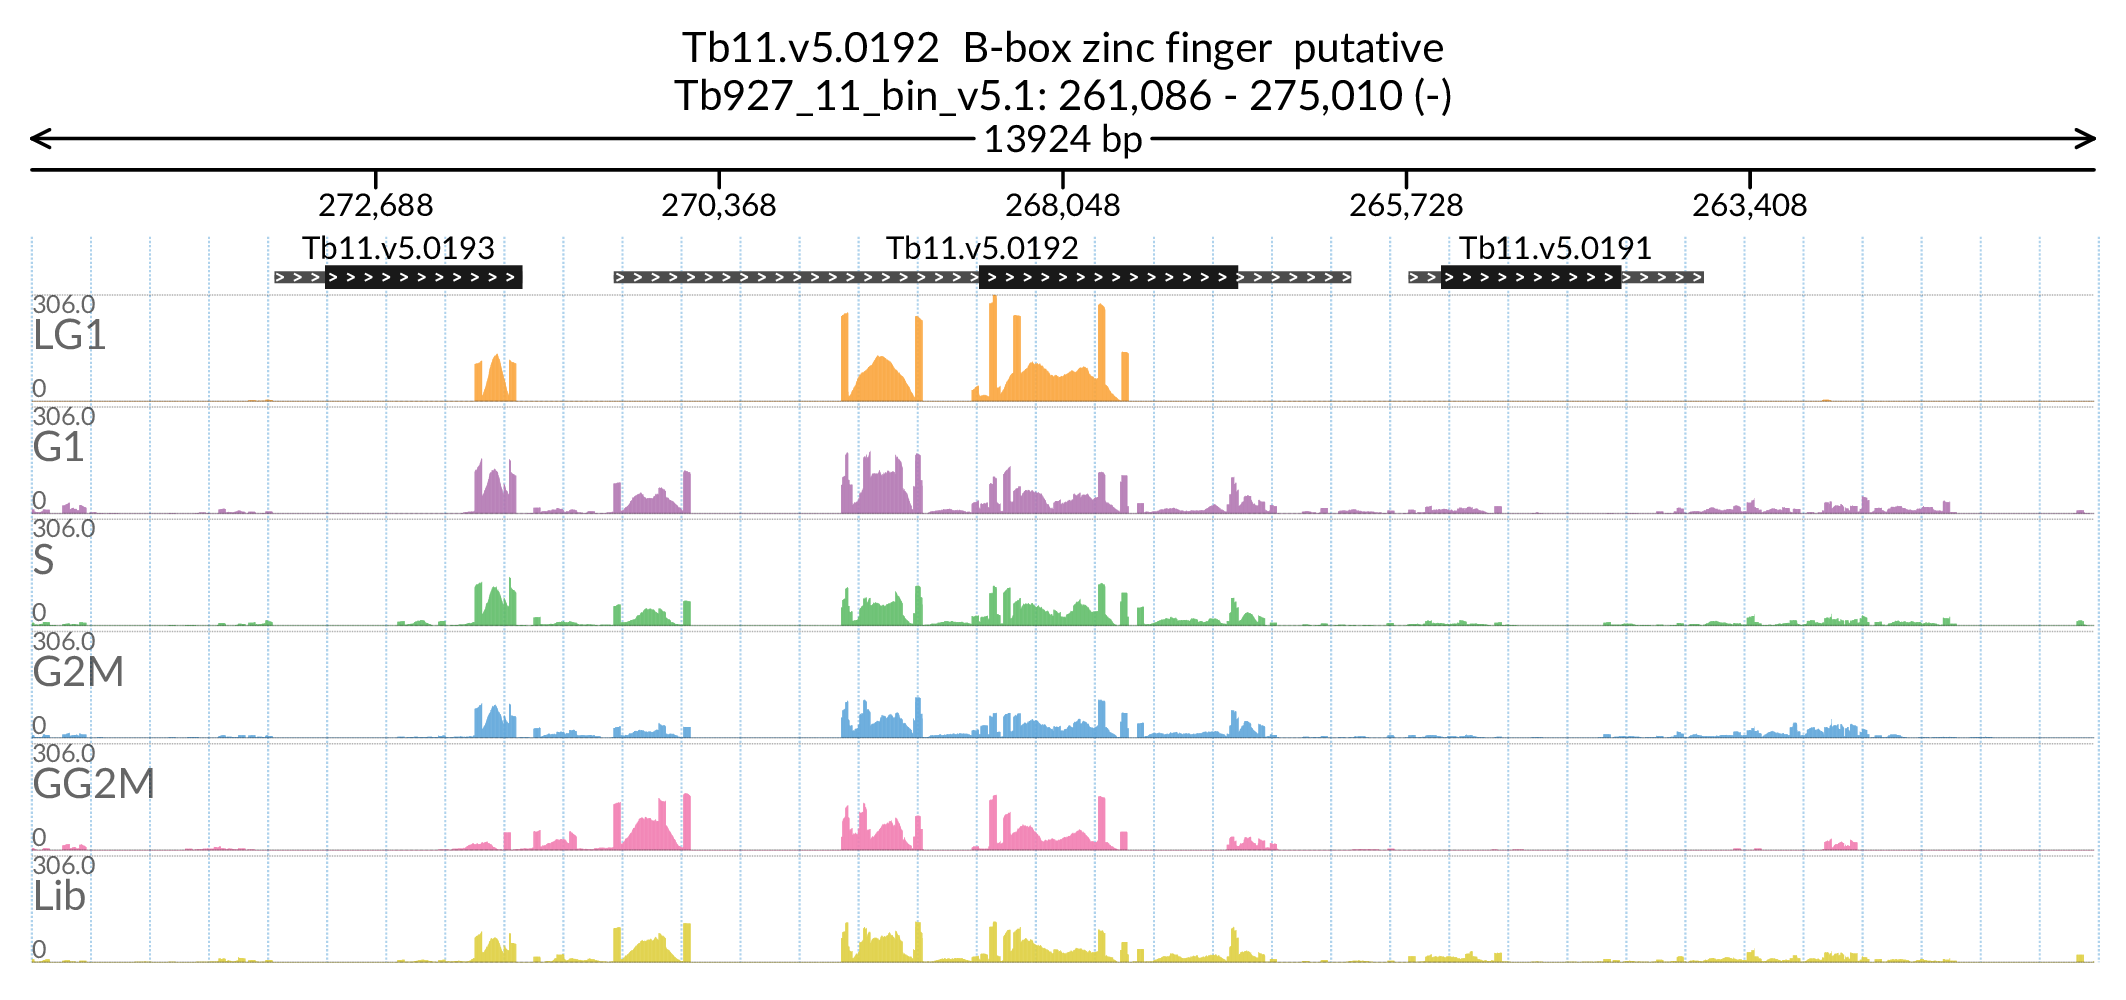 Tb11.v5.0192 B-box zinc finger putative
Tb927_11_bin_v5.1: 261,086 - 275,010 (-)
13924 bp
272,688 270,368 268,048 265,728 263,408
Tb11.v5.0193 Tb11.v5.0192 Tb11.v5.0191
306.0
LG1
0
306.0
G1
0
306.0
S
0
306.0
G2M
0
306.0
GG2M
0
306.0
Lib
0